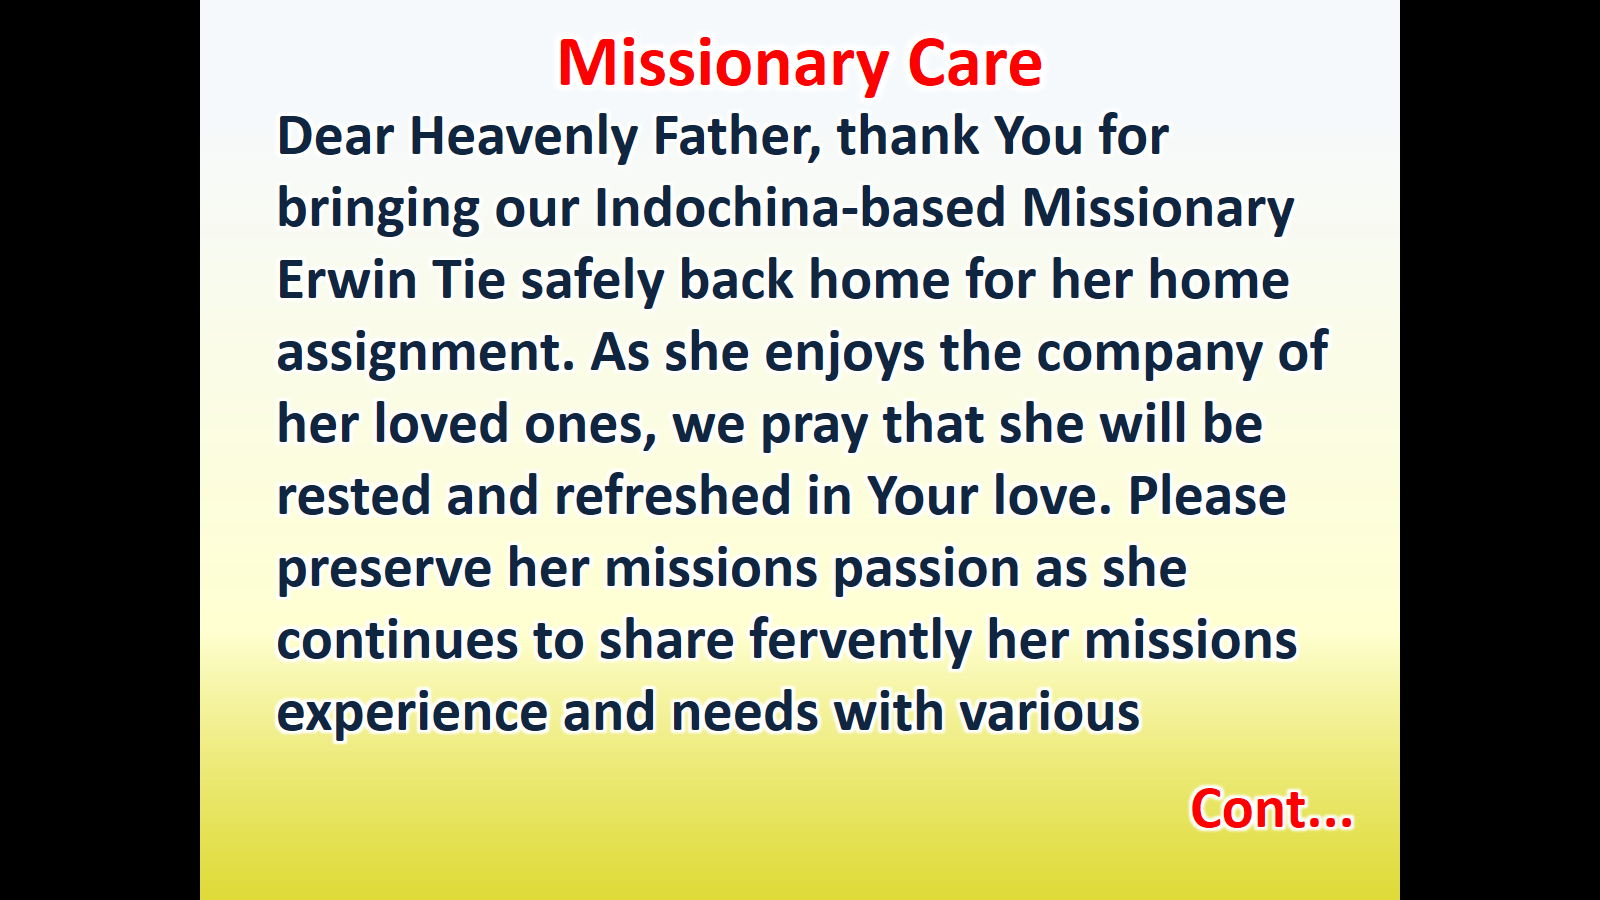 Missionary Care
Dear Heavenly Father, thank You for
bringing our Indochina-based Missionary
Erwin Tie safely back home for her home
assignment. As she enjoys the company of
her loved ones, we pray that she will be
rested and refreshed in Your love. Please
preserve her missions passion as she
continues to share fervently her missions
experience and needs with various
Cont...